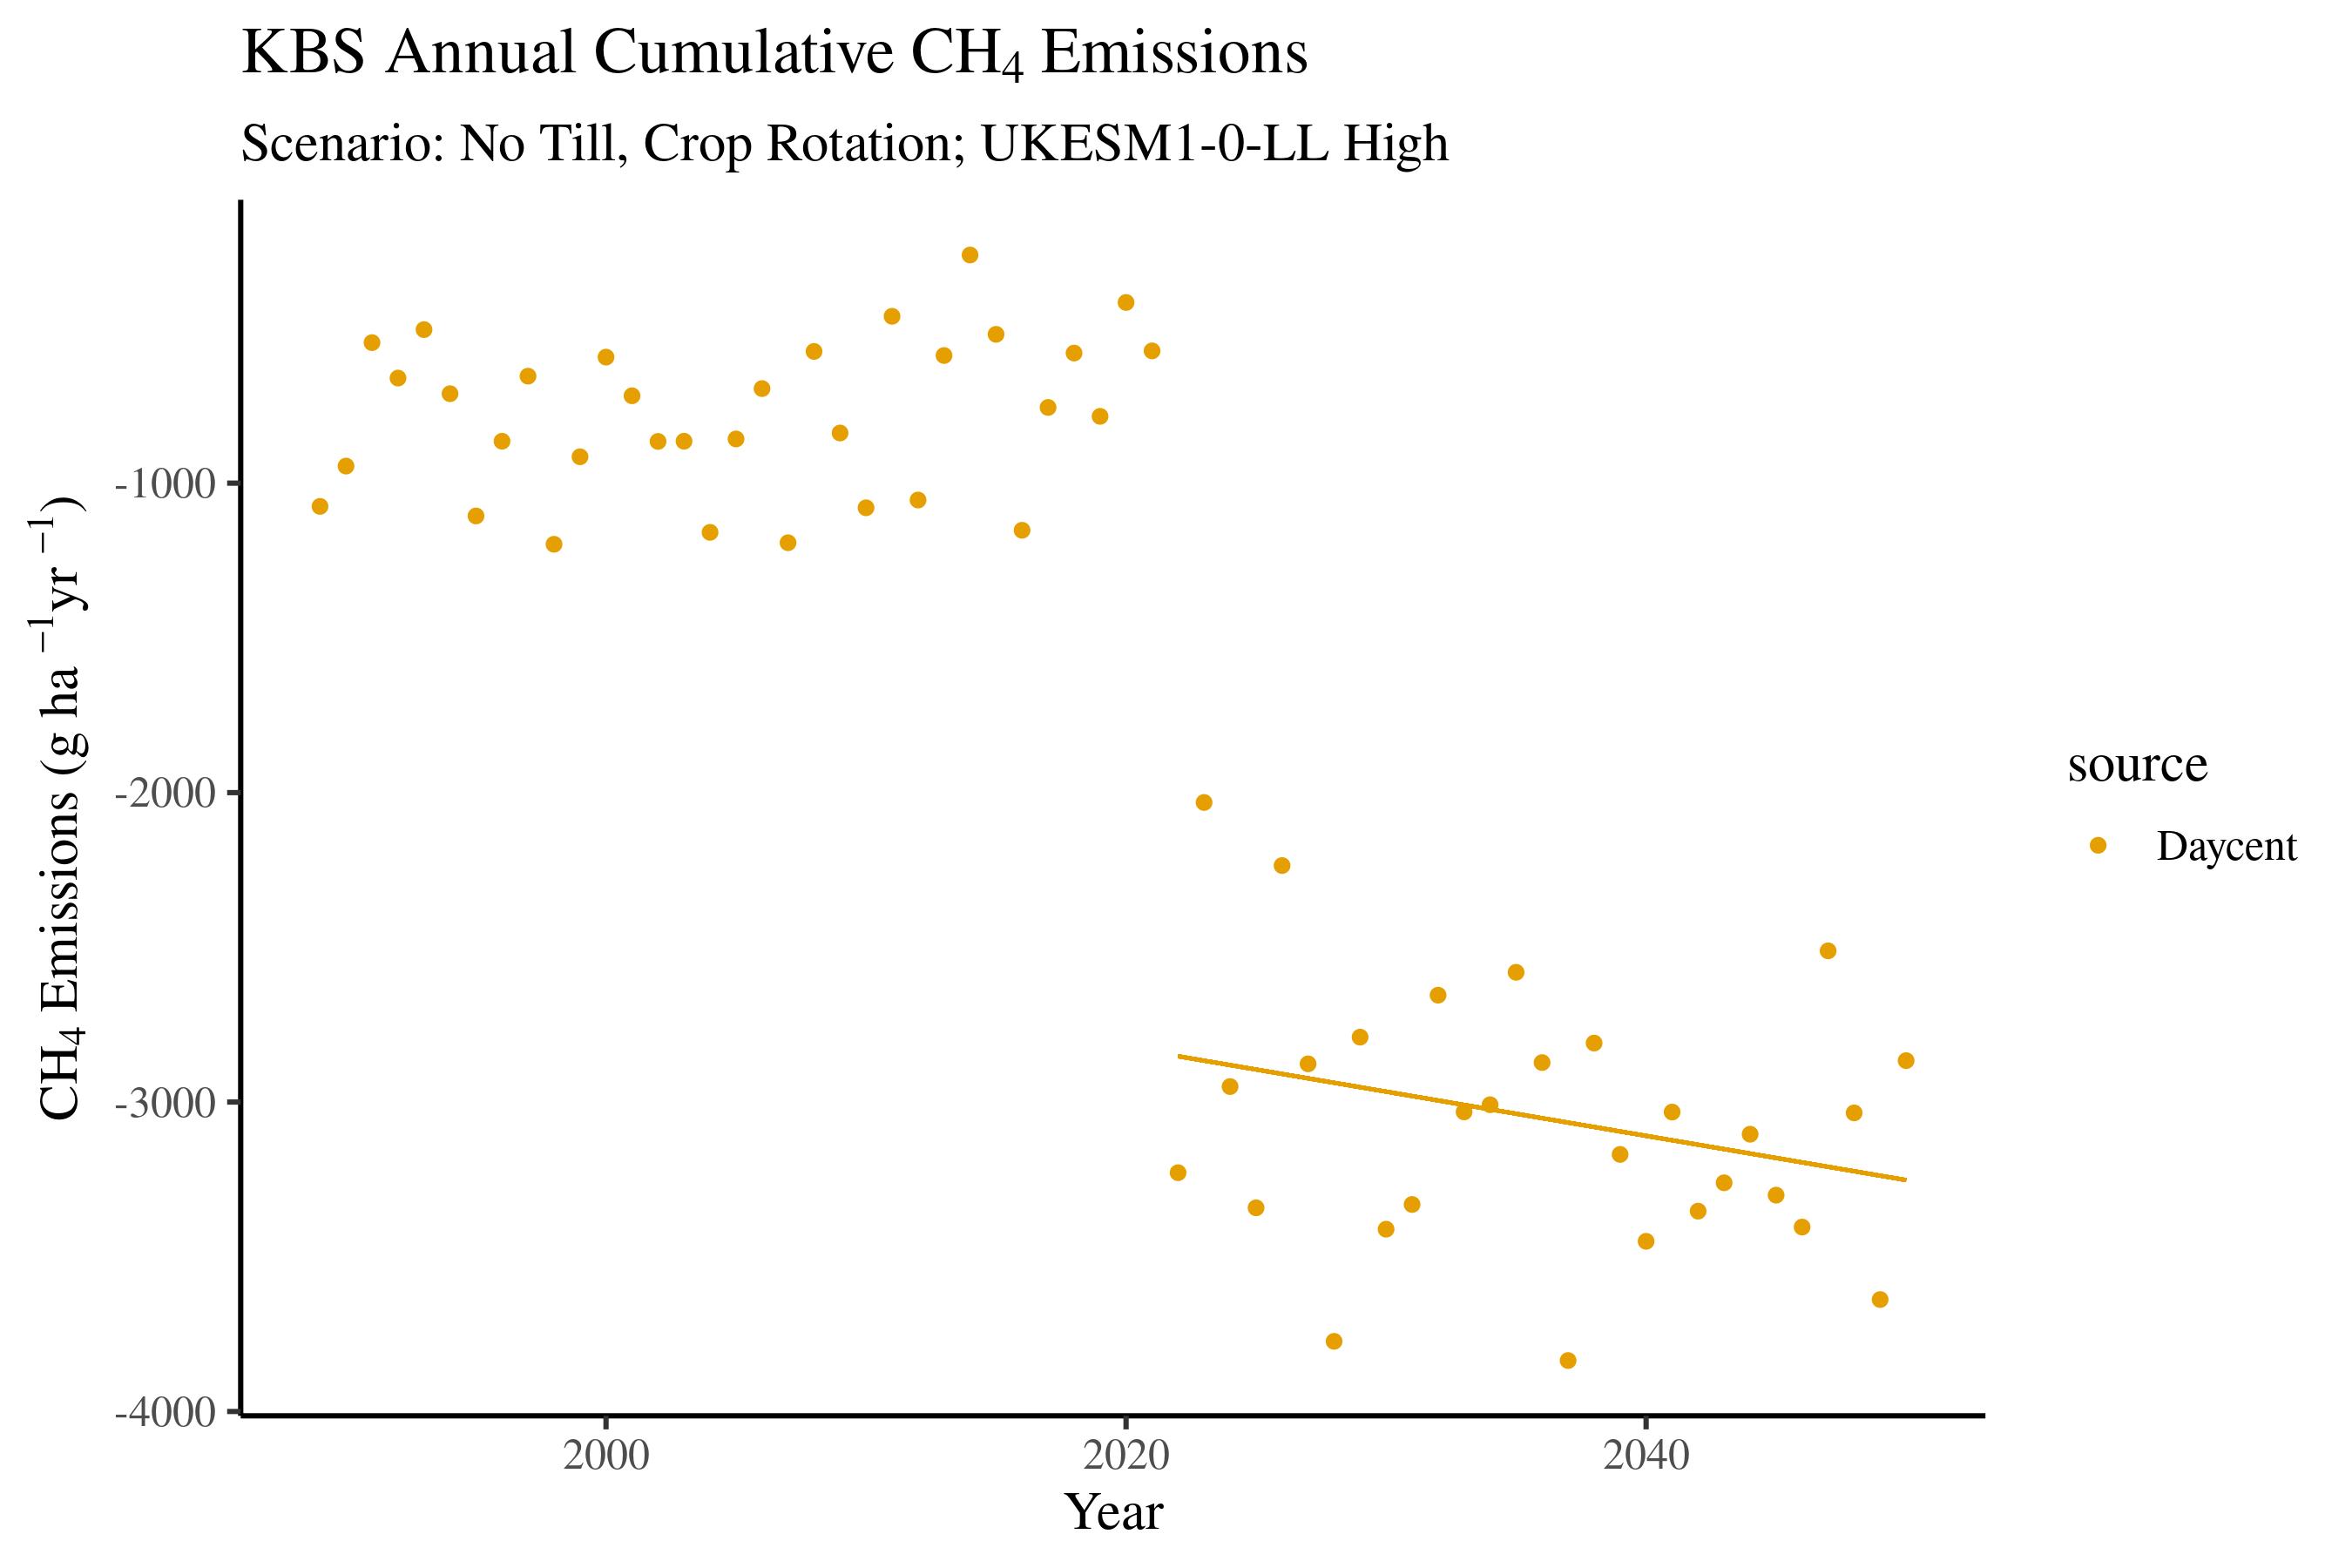 KBS Annual Cumulative CH₄ Emissions
Scenario: No Till, Crop Rotation; UKESM1-0-LL High
CH₄ Emissions (g ha⁻¹yr⁻¹)
-1000
-2000
-3000
-4000
2000
2020
2040
Year
source
Daycent